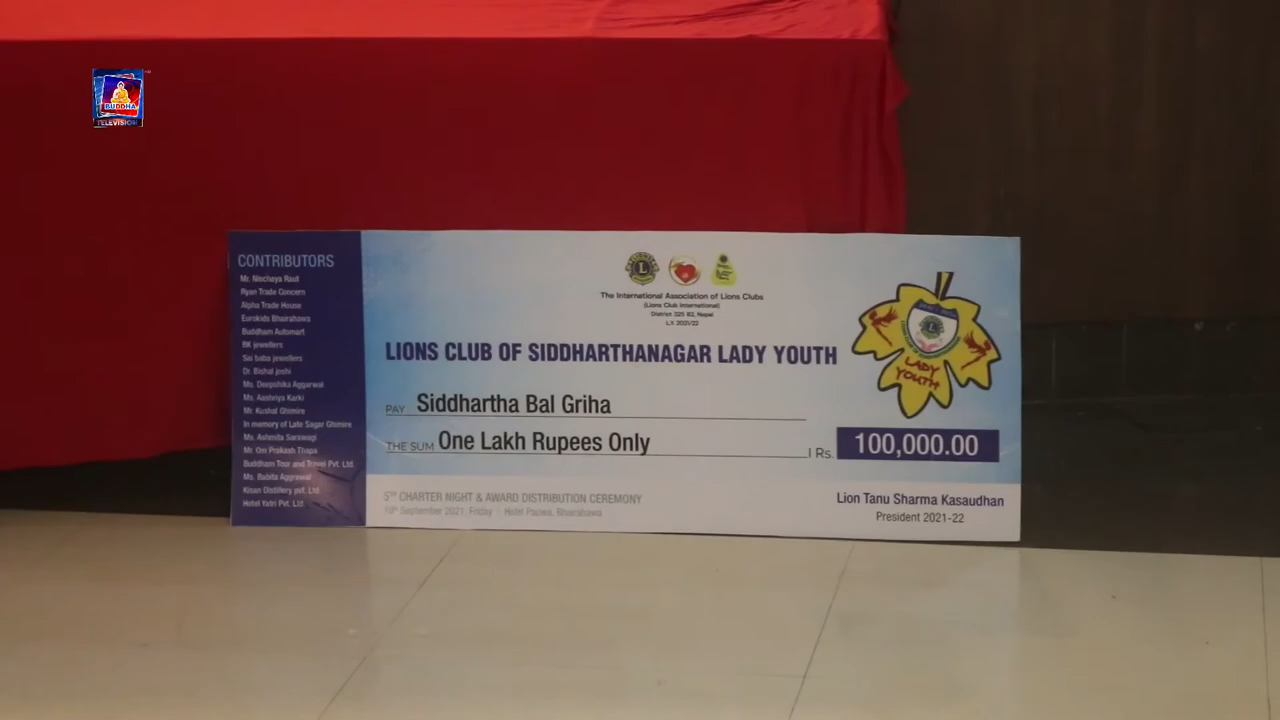 BUDDHA
TELEVISION
CONTRIBUTORS
Mr. Nischaya Raut
Ryan Trade Concern
Alpha Trade House
Eurokids Bhairahawa
Buddham Automart
BK jewellers
Sai baba jewellers
Dr. Bishal joshi
Ms. Deepshika Aggarwal
Ms. Aashriya Karki
Mr. Kushal Ghimire
In memory of Late Sagar Ghimire
Ms. Ashmita Sarawagi
Mr. Om Prakash Thapa
Buddham Tour and Travel Pvt. Ltd.
Ms. Babita Aggrawal
Kisan Distillery pvt. Ltd
Hotel Yatri Pvt. Ltd.
The International Association of Lions Clubs
(Lions Club International)
District 325 B2, Nepal
L.Y. 2021/22
LIONS CLUB OF SIDDHARTHANAGAR LADY YOUTH
PAY Siddhartha Bal Griha
THE SUM One Lakh Rupees Only
I Rs. 100,000.00
5TH CHARTER NIGHT & AWARD DISTRIBUTION CEREMONY
September 2021, Friday Hotel Pauwa, Bhairahawa
LADY
YOUTH
Lion Tanu Sharma Kasaudhan
President 2021-22